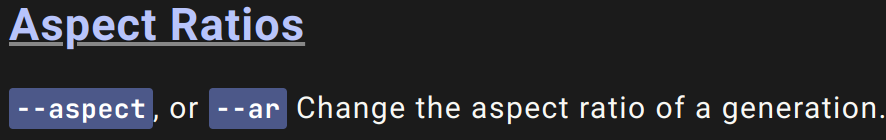 Aspect Ratios
--aspect, or --ar Change the aspect ratio of a generation.